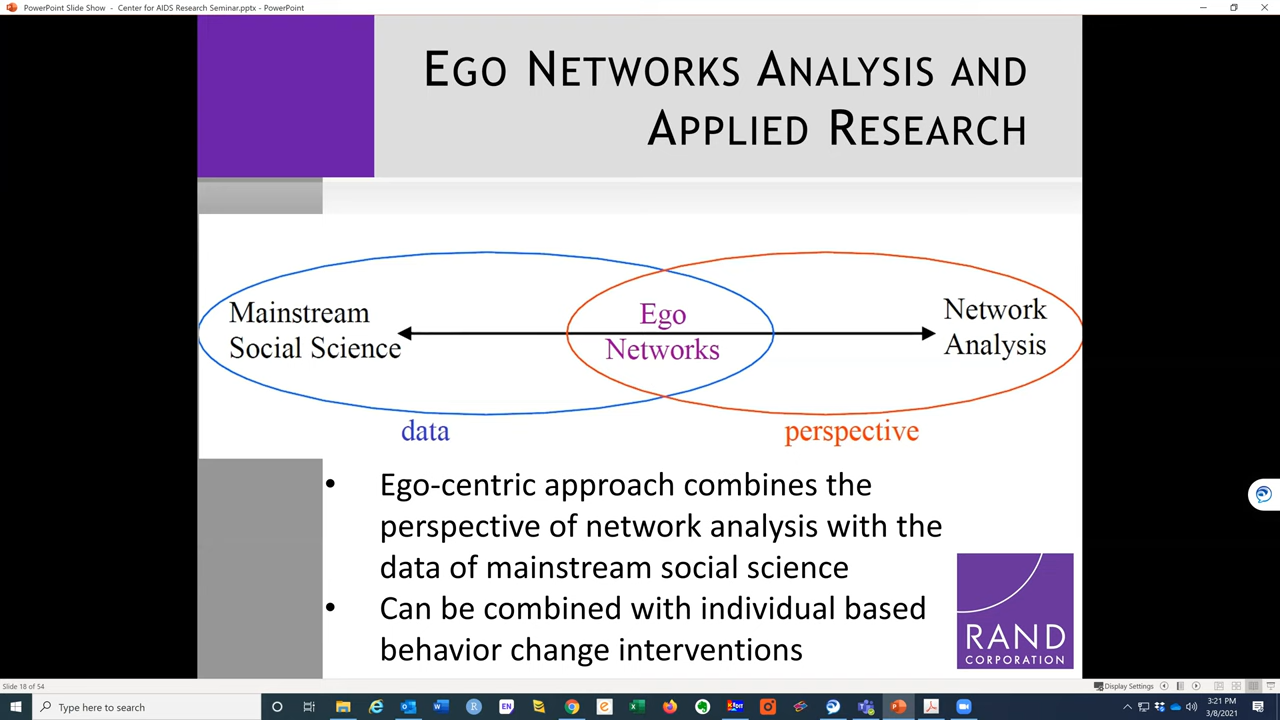 PowerPoint Slide Show - Center for AIDS Research Seminar.pptx - PowerPoint
EGO NETWORKS ANALYSIS AND
APPLIED RESEARCH
Mainstream
Social Science
Ego
Networks
Network
Analysis
data
perspective
• Ego-centric approach combines the
perspective of network analysis with the
data of mainstream social science
• Can be combined with individual based
behavior change interventions
RAND
CORPORATION
Slide 18 of 54
Display Settings
Type here to search
EN
3:21 PM
3/8/2021